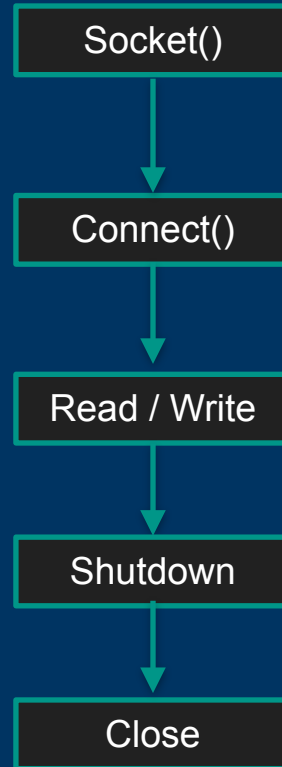 Socket()
Connect()
Read / Write
Shutdown
Close